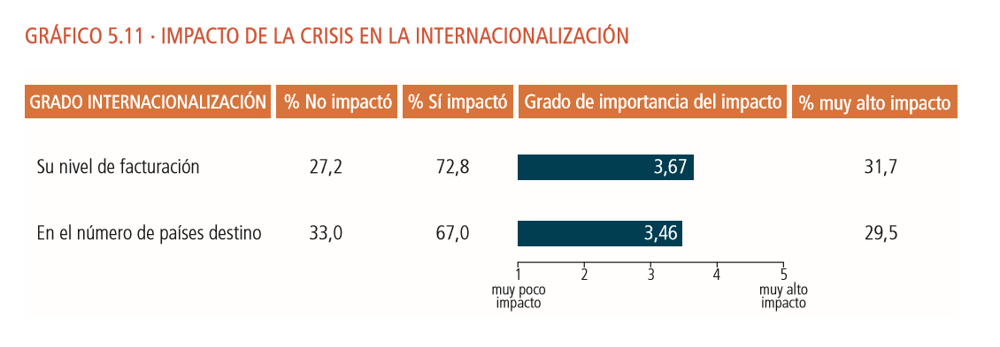 GRÁFICO 5.11 · IMPACTO DE LA CRISIS EN LA INTERNACIONALIZACIÓN
GRADO INTERNACIONALIZACIÓN % No impactó % Sí impactó Grado de importancia del impacto % muy alto impacto
Su nivel de facturación 27,2 72,8 3,67 31,7
En el número de países destino 33,0 67,0 3,46 29,5
1 2 3 4 5
muy poco muy alto
impacto impacto